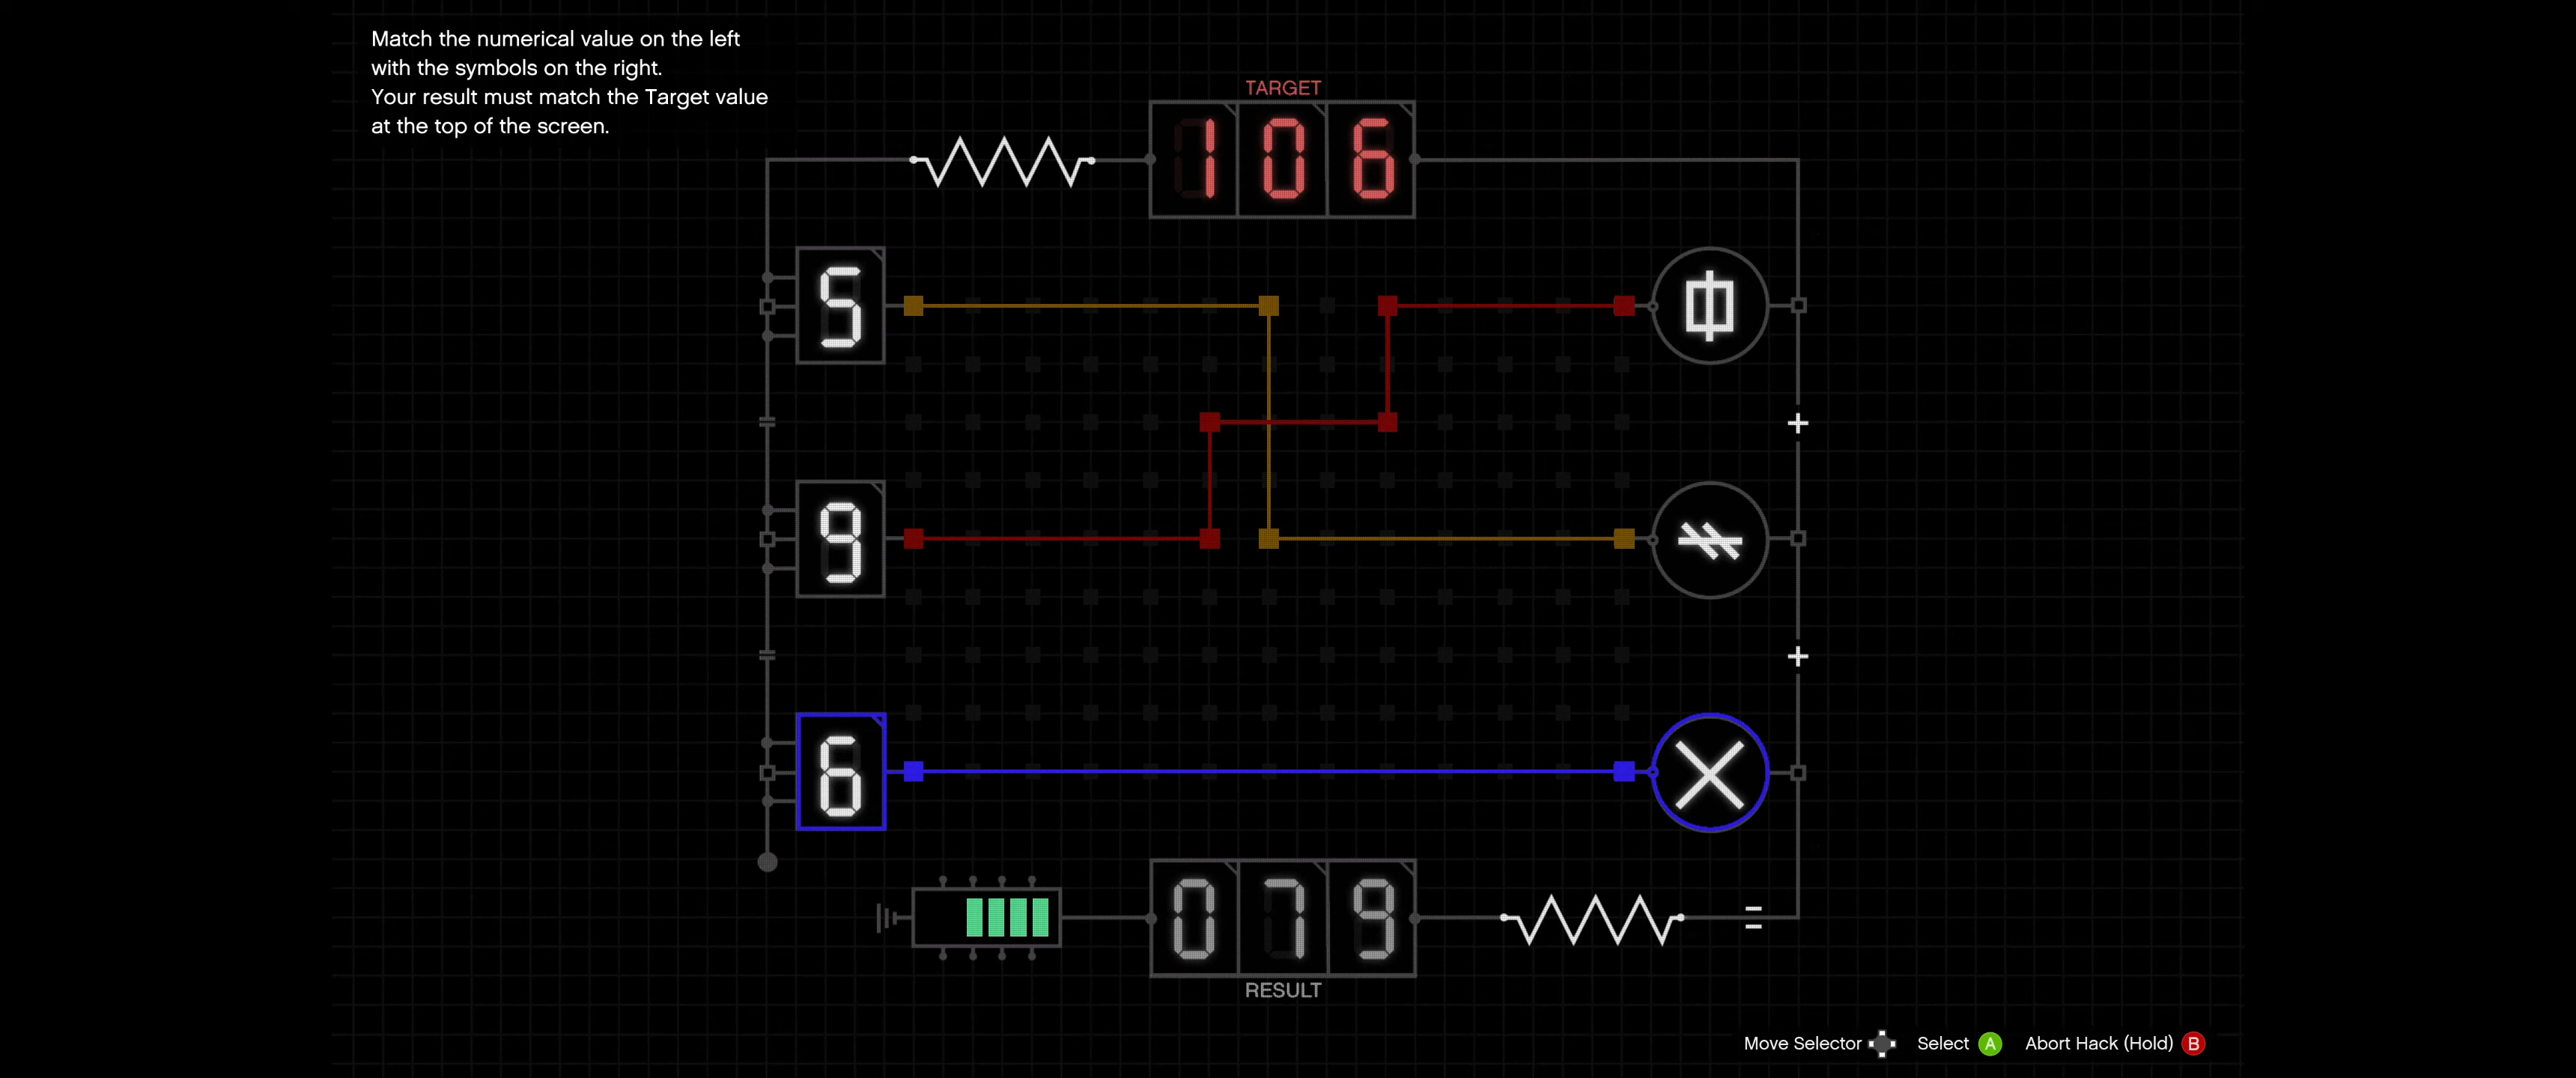 Match the numerical value on the left
with the symbols on the right.
Your result must match the Target value
at the top of the screen.
TARGET
106
5
9
+
+
6
079
=
RESULT
Move Selector Select A Abort Hack (Hold) B